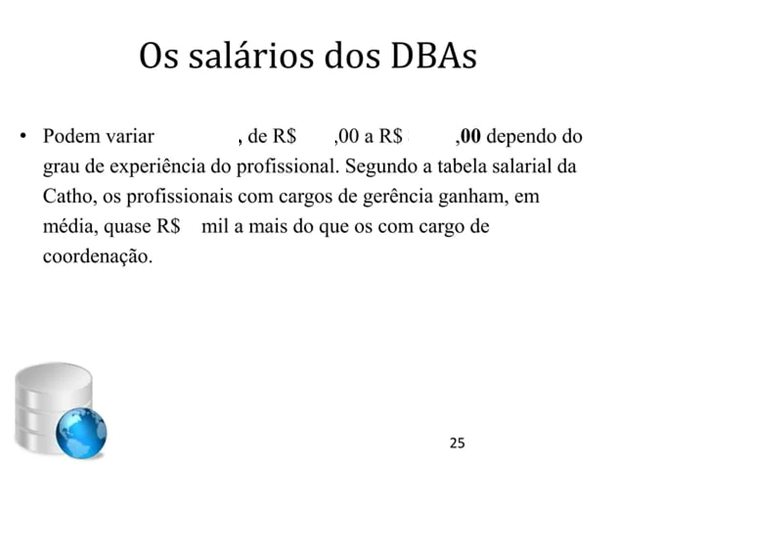 Os salários dos DBAs
• Podem variar , de R$ ,00 a R$ ,00 dependo do
grau de experiência do profissional. Segundo a tabela salarial da
Catho, os profissionais com cargos de gerência ganham, em
média, quase R$ mil a mais do que os com cargo de
coordenação.
25